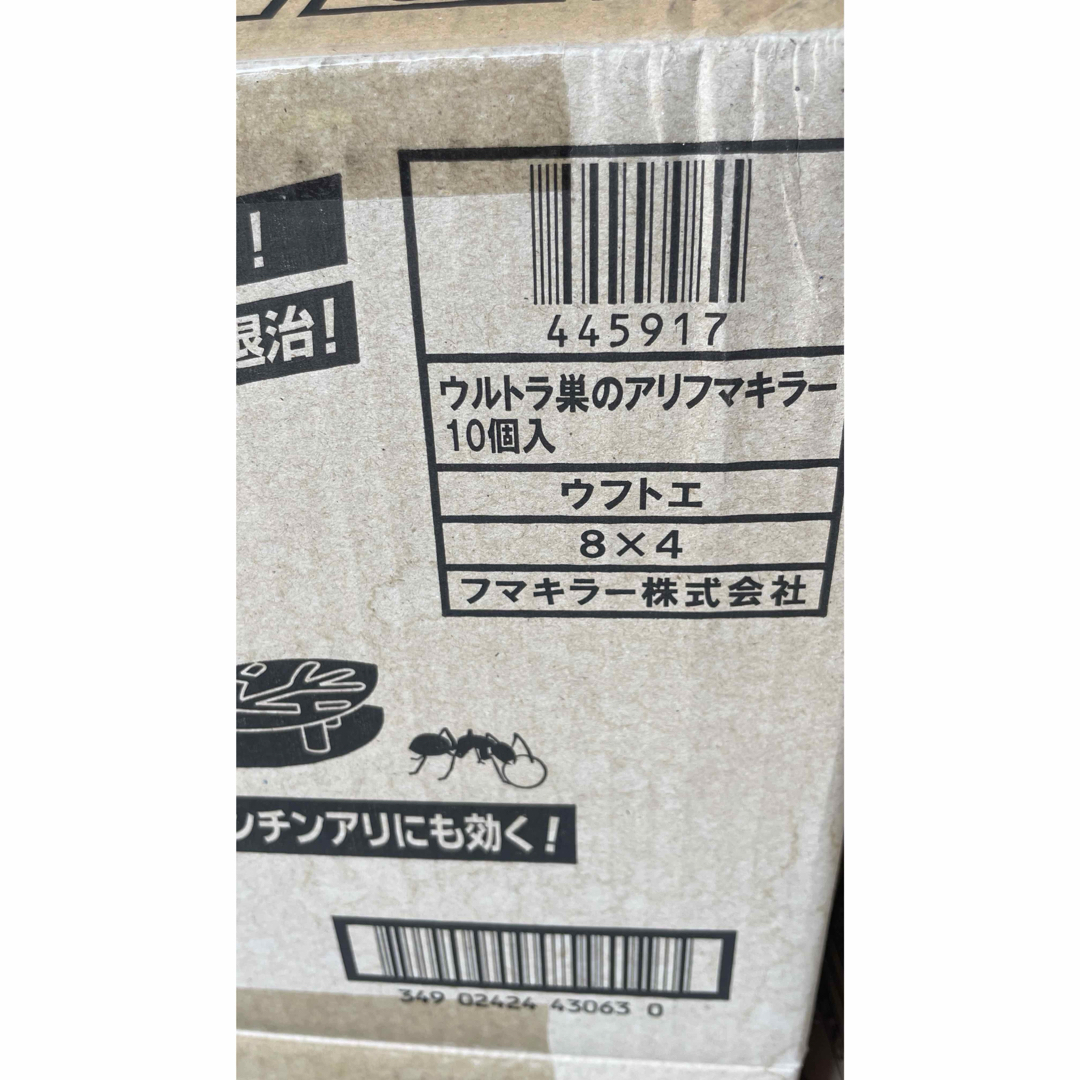 ！
退治！
445917
ウルトラ巣のアリフマキラー
10個入
ウフトエ
8×4
フマキラー株式会社
ンチンアリにも効く！
349 02424 43063 0